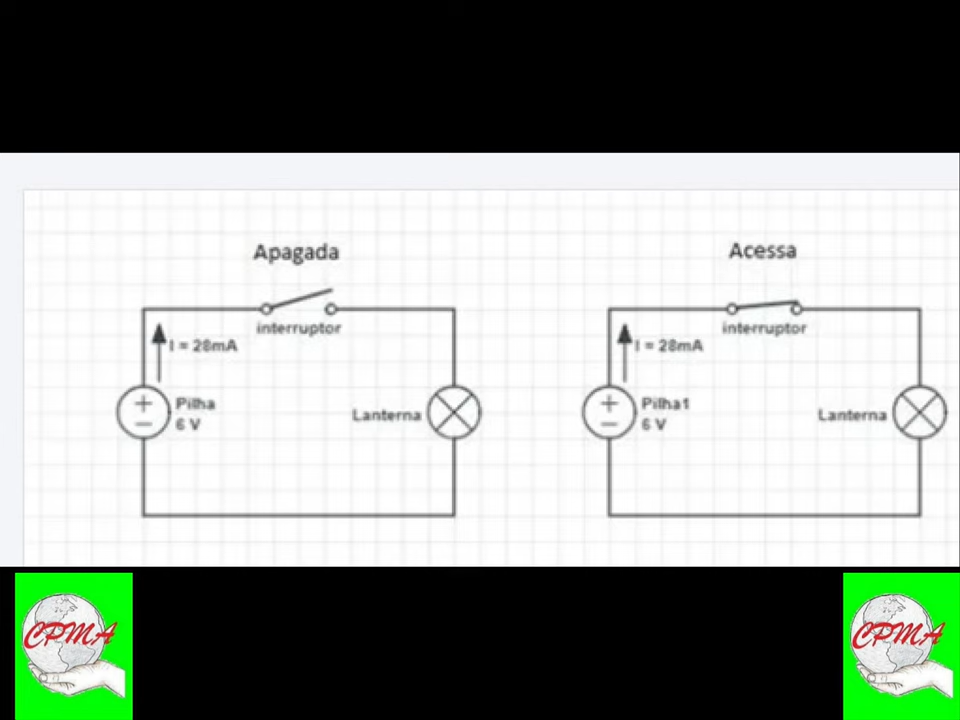 Apagada
Acessa
interruptor
interruptor
I = 28mA
I = 28mA
Pilha
6 V
Lanterna
Pilha1
6 V
Lanterna
+
−
+
−
CPMA
CPMA